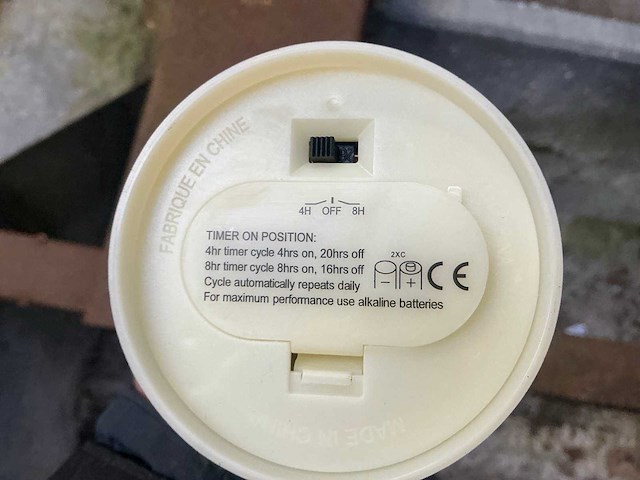 FABRIQUE EN CHINE
4H OFF 8H
TIMER ON POSITION:
4hr timer cycle 4hrs on, 20hrs off
8hr timer cycle 8hrs on, 16hrs off
Cycle automatically repeats daily
For maximum performance use alkaline batteries
2XC
- + CE
MADE IN CHINA